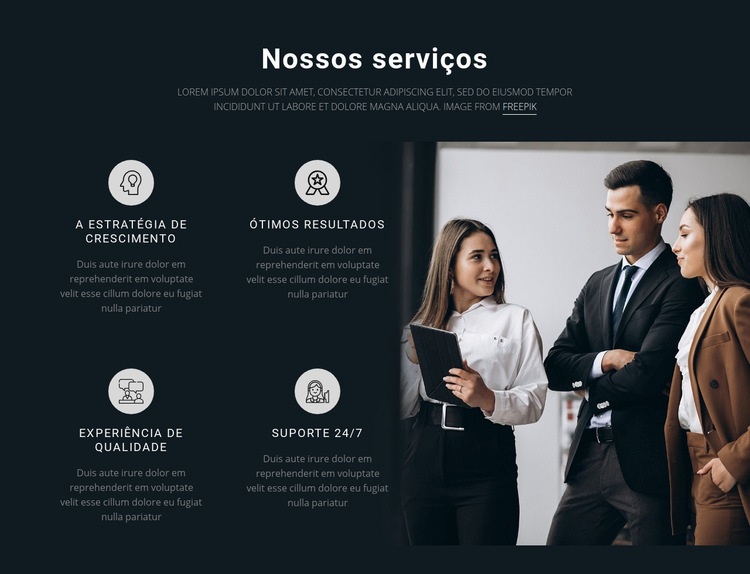 Nossos serviços
LOREM IPSUM DOLOR SIT AMET, CONSECTETUR ADIPISCING ELIT, SED DO EIUSMOD TEMPOR
INCIDIDUNT UT LABORE ET DOLORE MAGNA ALIQUA. IMAGE FROM FREEPIK
A ESTRATÉGIA DE
CRESCIMENTO
Duis aute irure dolor em
reprehenderit em voluptate
velit esse cillum dolore eu fugiat
nulla pariatur
ÓTIMOS RESULTADOS
Duis aute irure dolor em
reprehenderit em voluptate
velit esse cillum dolore eu fugiat
nulla pariatur
EXPERIÊNCIA DE
QUALIDADE
Duis aute irure dolor em
reprehenderit em voluptate
velit esse cillum dolore eu fugiat
nulla pariatur
SUPORTE 24/7
Duis aute irure dolor em
reprehenderit em voluptate
velit esse cillum dolore eu fugiat
nulla pariatur